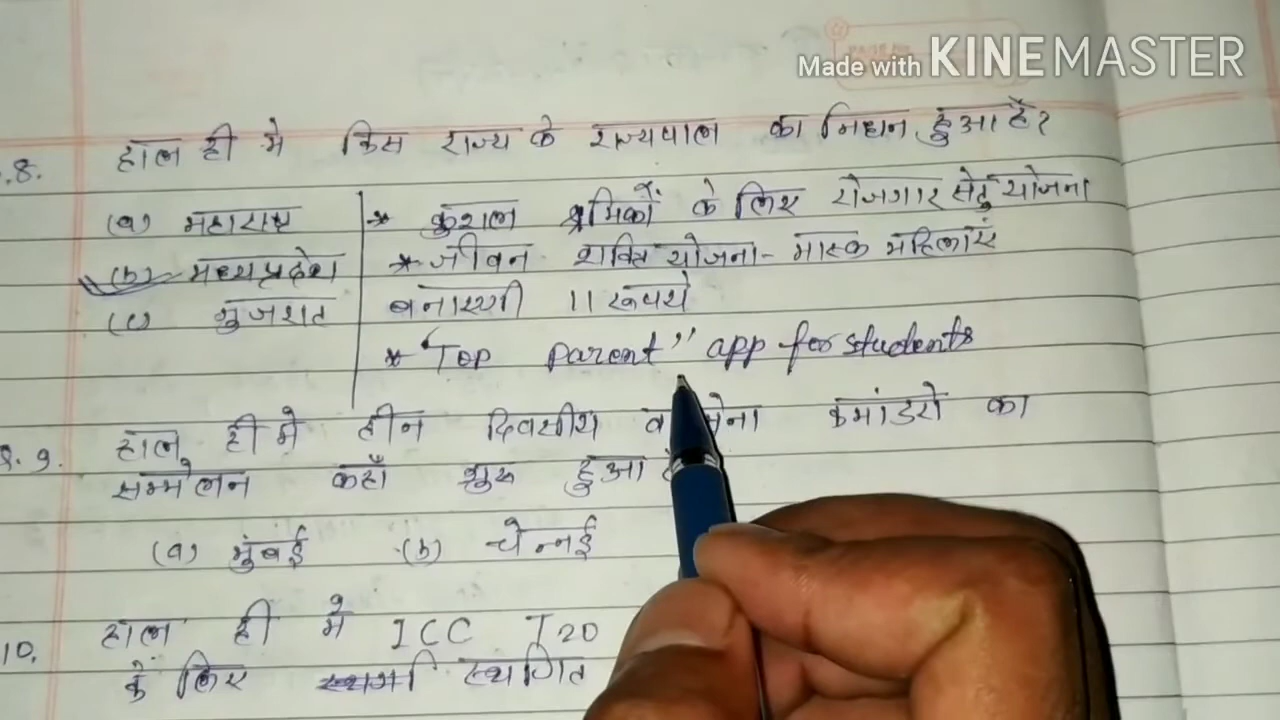 Made with KINEMASTER
.8. हाल ही मे किस राज्य के राज्यपाल का निधन हुआ है?
(a) महाराष्ट्र
(b) मध्यप्रदेश
(c) गुजरात
* कुशल श्रमिकों के लिए रोजगार सेतु योजना
* जीवन शक्ति योजना - मास्क महिलाएं
बनाएगी 11 रूपये
* "Top parent" app for students
Q.9. हाल ही मे तीन दिवसीय कमांडरो का
सम्मेलन कहाँ शुरू हुआ
(a) मुंबई (b) चेन्नई
10. हाल ही मे ICC T20
के लिए स्थगित